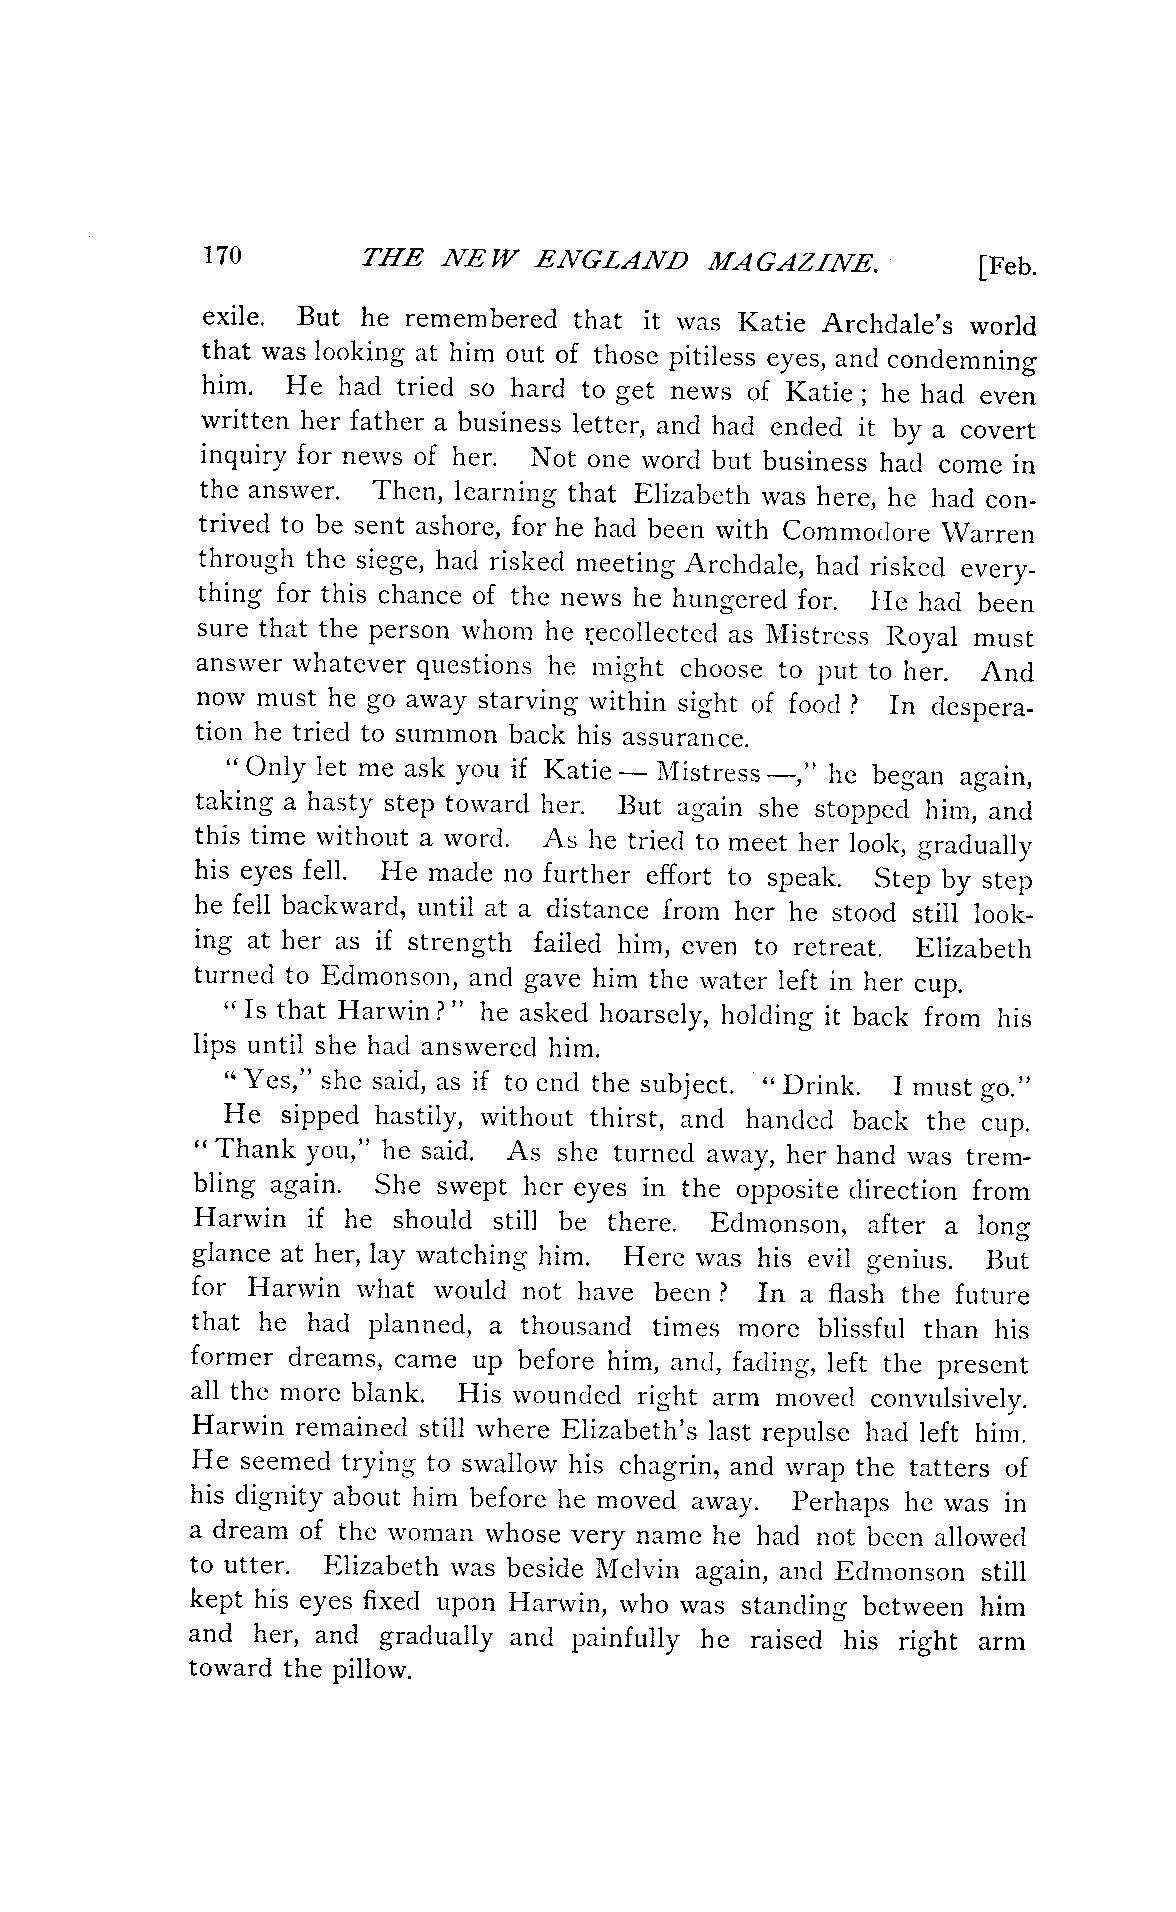 170 THE NEW ENGLAND MAGAZINE. [Feb.
exile. But he remembered that it was Katie Archdale's world
that was looking at him out of those pitiless eyes, and condemning
him. He had tried so hard to get news of Katie; he had even
written her father a business letter, and had ended it by a covert
inquiry for news of her. Not one word but business had come in
the answer. Then, learning that Elizabeth was here, he had con-
trived to be sent ashore, for he had been with Commodore Warren
through the siege, had risked meeting Archdale, had risked every-
thing for this chance of the news he hungered for. He had been
sure that the person whom he recollected as Mistress Royal must
answer whatever questions he might choose to put to her. And
now must he go away starving within sight of food? In despera-
tion he tried to summon back his assurance.
"Only let me ask you if Katie — Mistress —," he began again,
taking a hasty step toward her. But again she stopped him, and
this time without a word. As he tried to meet her look, gradually
his eyes fell. He made no further effort to speak. Step by step
he fell backward, until at a distance from her he stood still look-
ing at her as if strength failed him, even to retreat. Elizabeth
turned to Edmonson, and gave him the water left in her cup.
"Is that Harwin?" he asked hoarsely, holding it back from his
lips until she had answered him.
"Yes," she said, as if to end the subject. "Drink. I must go."
He sipped hastily, without thirst, and handed back the cup.
"Thank you," he said. As she turned away, her hand was trem-
bling again. She swept her eyes in the opposite direction from
Harwin if he should still be there. Edmonson, after a long
glance at her, lay watching him. Here was his evil genius. But
for Harwin what would not have been? In a flash the future
that he had planned, a thousand times more blissful than his
former dreams, came up before him, and, fading, left the present
all the more blank. His wounded right arm moved convulsively.
Harwin remained still where Elizabeth's last repulse had left him.
He seemed trying to swallow his chagrin, and wrap the tatters of
his dignity about him before he moved away. Perhaps he was in
a dream of the woman whose very name he had not been allowed
to utter. Elizabeth was beside Melvin again, and Edmonson still
kept his eyes fixed upon Harwin, who was standing between him
and her, and gradually and painfully he raised his right arm
toward the pillow.